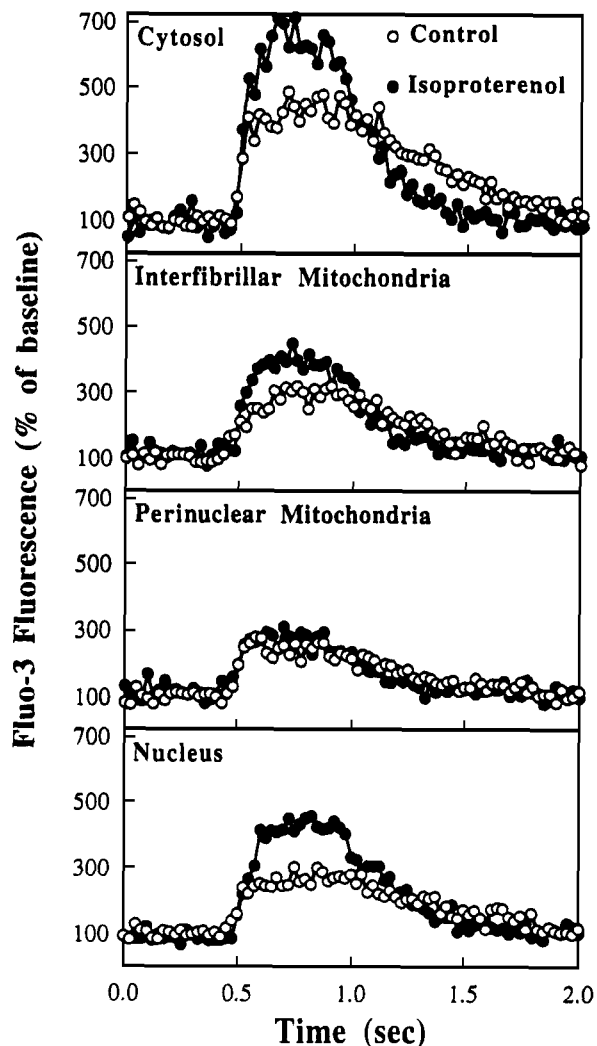 Fluo-3 Fluorescence (% of baseline)
700
500
300
100
Cytosol
Control
Isoproterenol
700
500
300
100
Interfibrillar Mitochondria
700
500
300
100
Perinuclear Mitochondria
700
500
300
100
Nucleus
0.0 0.5 1.0 1.5 2.0
Time (sec)